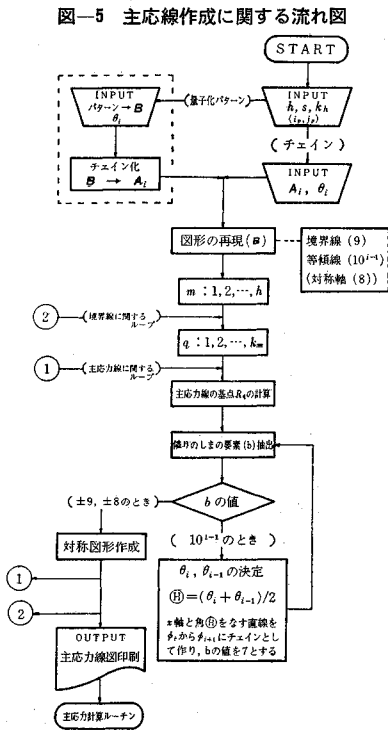 図―5 主応線作成に関する流れ図
START
INPUT
パターン→B
θi
(量子化パターン)
INPUT
h, s, kh
(ip, jp)
(チェイン)
チェイン化
B → Ai
INPUT
Ai, θi
図形の再現(B)
境界線(9)
等傾線(10^{i-1})
(対称軸(8))
m:1,2,…,h
②
(境界線に関する
ループ)
q:1,2,…,km
①
(主応力線に関する
ループ)
主応力線の基点Rqの計算
隣りのしまの要素(b)抽出
bの値
(±9, ±8のとき)
(10^{i-1}のとき)
対称図形作成
①
②
OUTPUT
主応力線図印刷
主応力計算ルーチン
θi, θi-1の決定
Ⓗ=(θi+θi-1)/2
x軸と角Ⓗをなす直線を
からφi+1にチェインとし
て作り,bの値を7とする